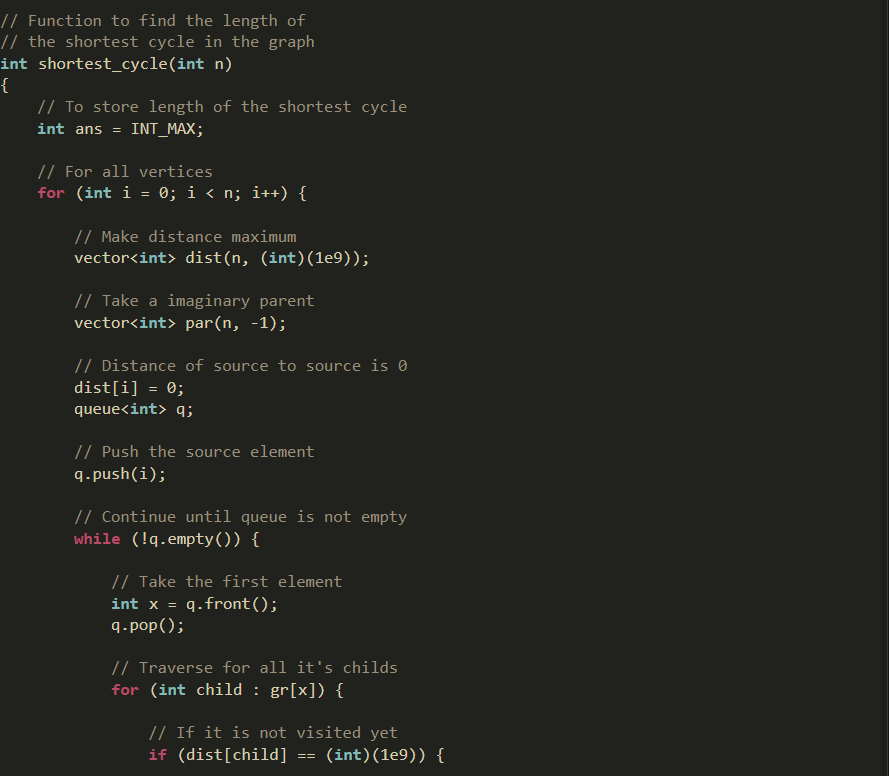 // Function to find the length of
// the shortest cycle in the graph
int shortest_cycle(int n)
{
    // To store length of the shortest cycle
    int ans = INT_MAX;

    // For all vertices
    for (int i = 0; i < n; i++) {

        // Make distance maximum
        vector<int> dist(n, (int)(1e9));

        // Take a imaginary parent
        vector<int> par(n, -1);

        // Distance of source to source is 0
        dist[i] = 0;
        queue<int> q;

        // Push the source element
        q.push(i);

        // Continue until queue is not empty
        while (!q.empty()) {

            // Take the first element
            int x = q.front();
            q.pop();

            // Traverse for all it's childs
            for (int child : gr[x]) {

                // If it is not visited yet
                if (dist[child] == (int)(1e9)) {